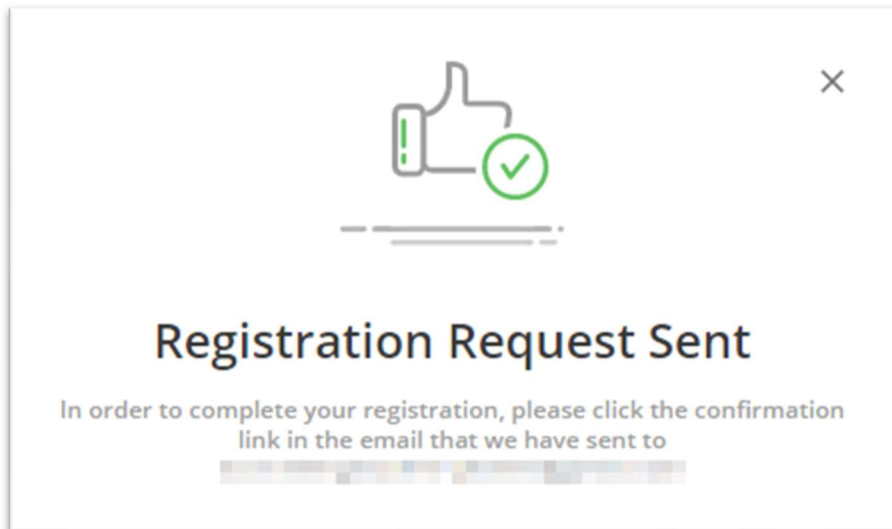 Registration Request Sent
In order to complete your registration, please click the confirmation
link in the email that we have sent to